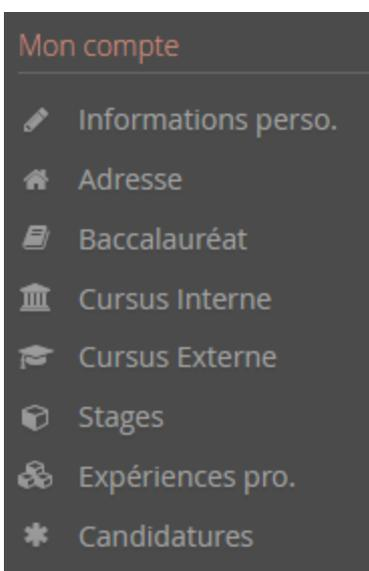 Mon compte
Informations perso.
Adresse
Baccalauréat
Cursus Interne
Cursus Externe
Stages
Expériences pro.
Candidatures